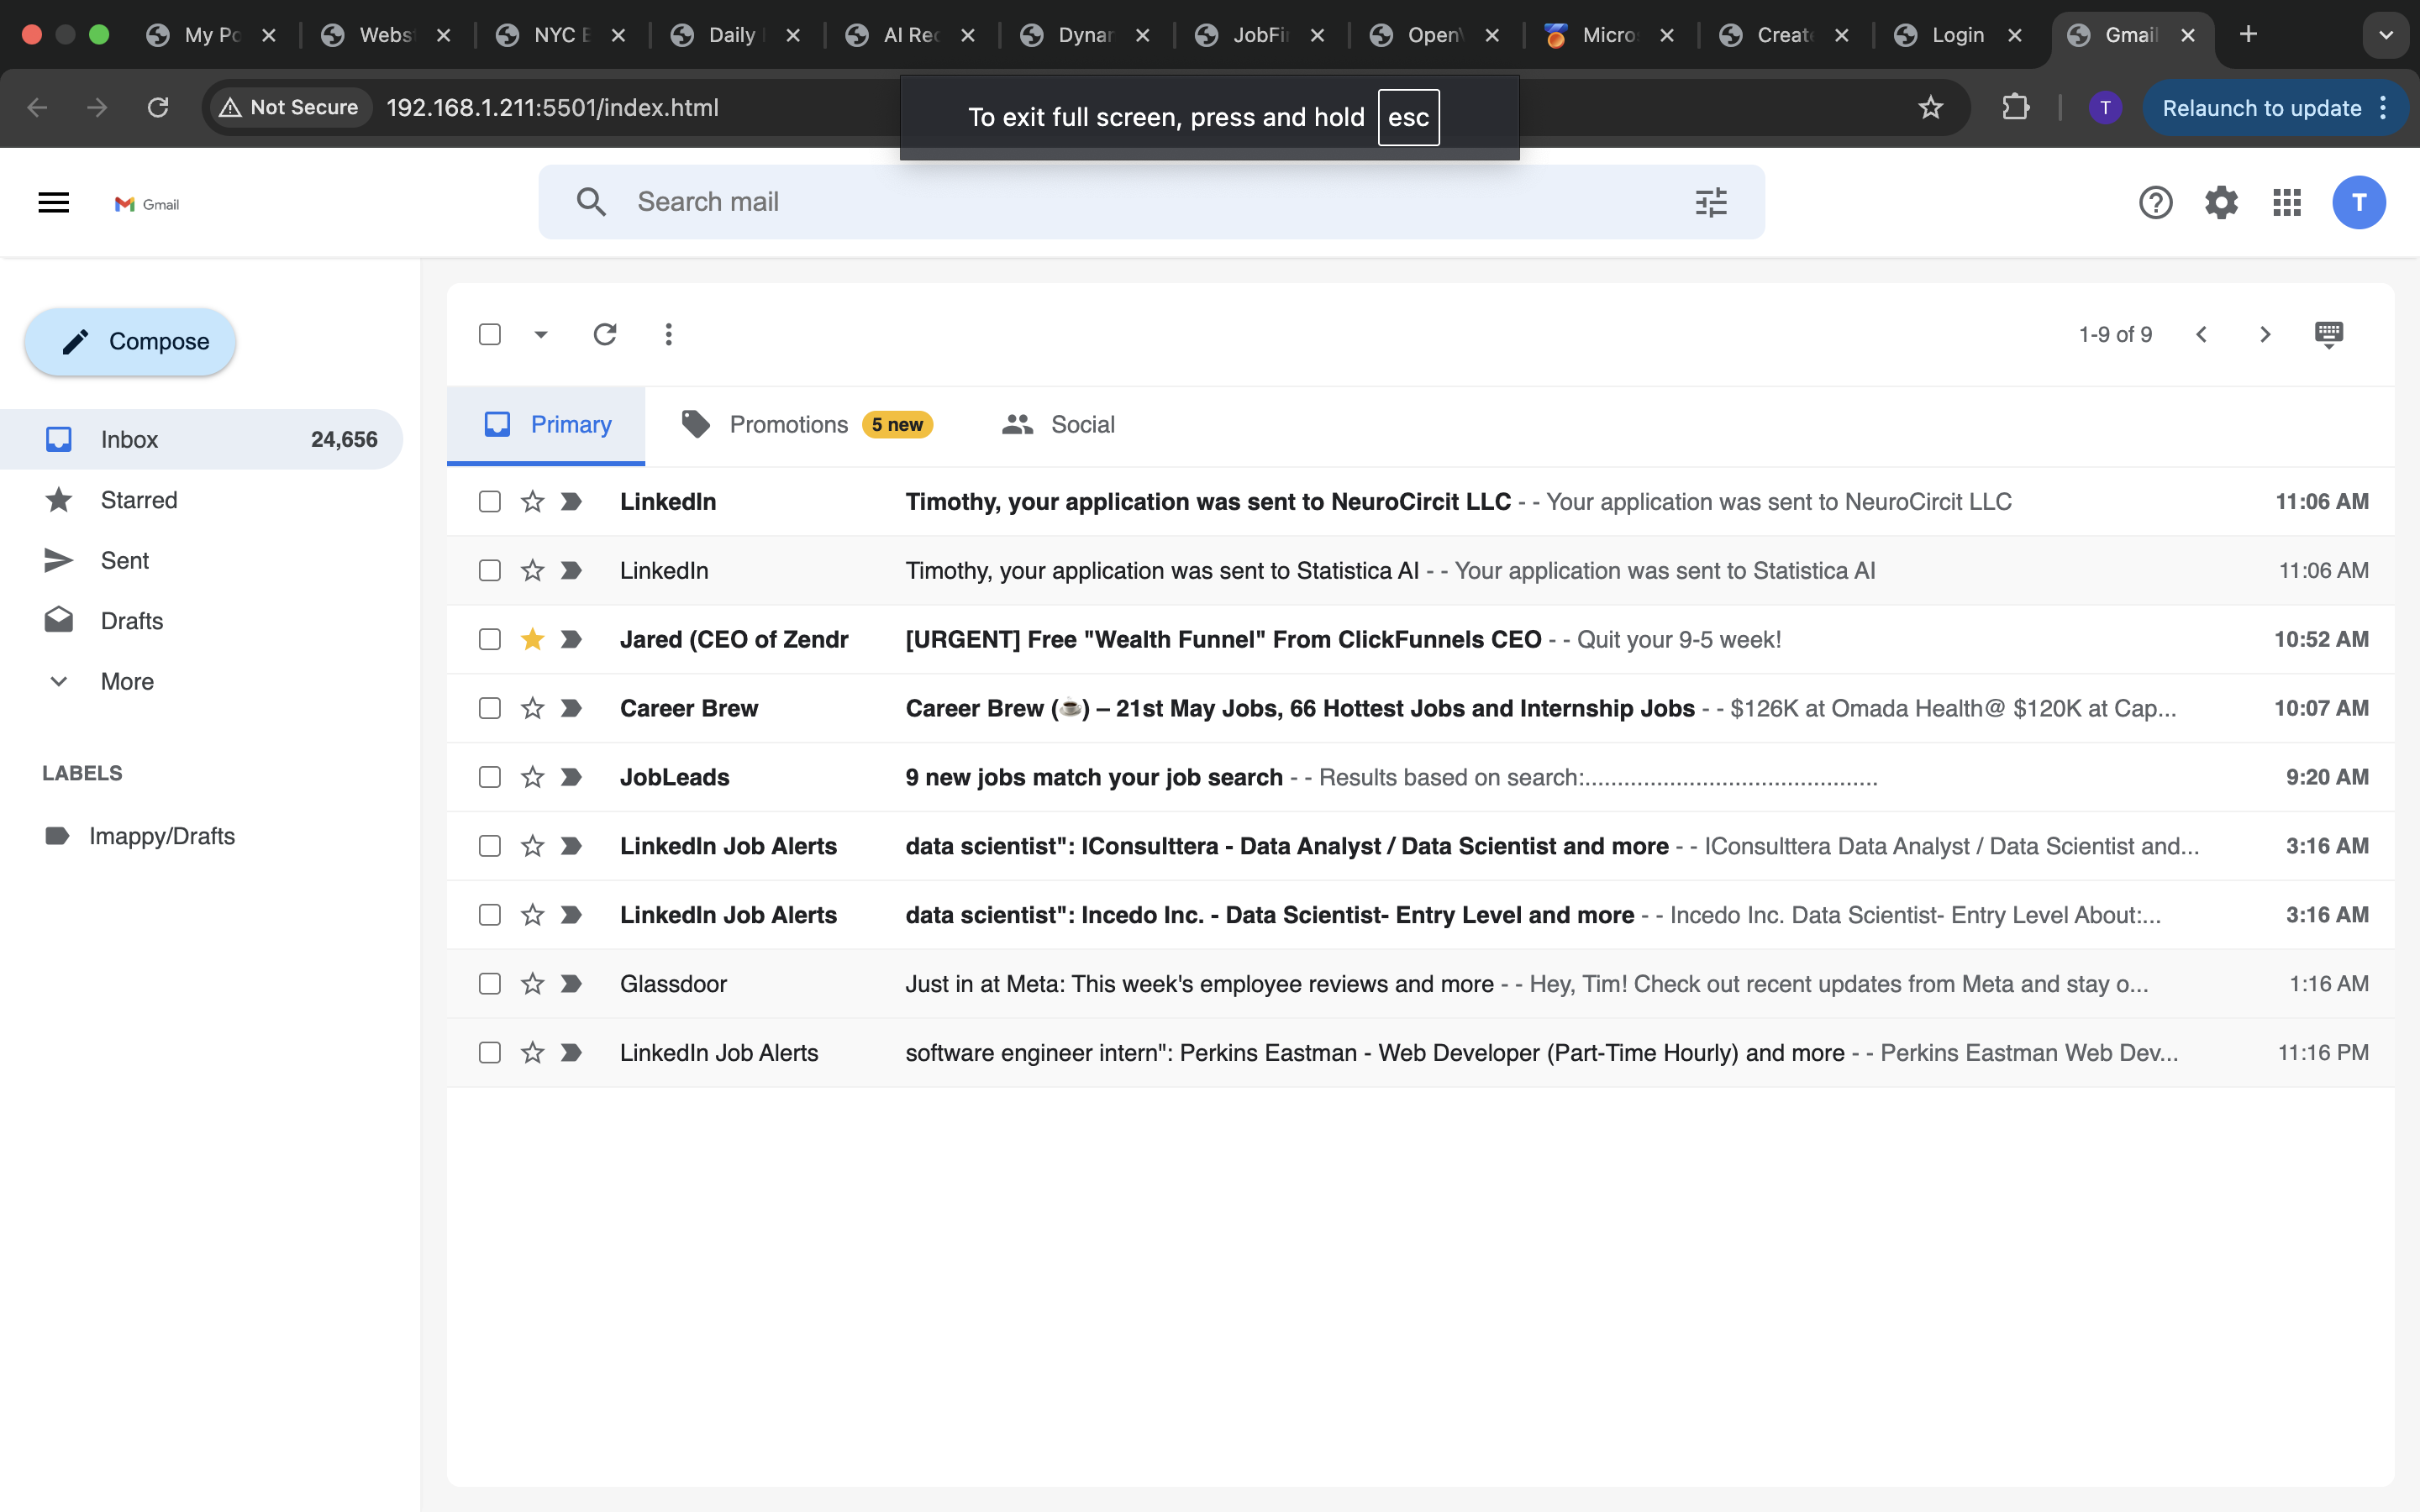 My Po Webs NYC E Daily AI Rec Dynar JobFi Open Micro Create Login Gmail
Not Secure 192.168.1.211:5501/index.html T Relaunch to update
To exit full screen, press and hold esc
Gmail Search mail T
Compose
1-9 of 9
Inbox 24,656
Starred
Sent
Drafts
More
LABELS
Imappy/Drafts
Primary Promotions 5 new Social
LinkedIn Timothy, your application was sent to NeuroCircit LLC - - Your application was sent to NeuroCircit LLC 11:06 AM
LinkedIn Timothy, your application was sent to Statistica AI - - Your application was sent to Statistica AI 11:06 AM
Jared (CEO of Zendr [URGENT] Free "Wealth Funnel" From ClickFunnels CEO - - Quit your 9-5 week! 10:52 AM
Career Brew Career Brew (☕) – 21st May Jobs, 66 Hottest Jobs and Internship Jobs - - $126K at Omada Health@ $120K at Cap... 10:07 AM
JobLeads 9 new jobs match your job search - - Results based on search:............................................. 9:20 AM
LinkedIn Job Alerts data scientist": IConsulttera - Data Analyst / Data Scientist and more - - IConsulttera Data Analyst / Data Scientist and... 3:16 AM
LinkedIn Job Alerts data scientist": Incedo Inc. - Data Scientist- Entry Level and more - - Incedo Inc. Data Scientist- Entry Level About:... 3:16 AM
Glassdoor Just in at Meta: This week's employee reviews and more - - Hey, Tim! Check out recent updates from Meta and stay o... 1:16 AM
LinkedIn Job Alerts software engineer intern": Perkins Eastman - Web Developer (Part-Time Hourly) and more - - Perkins Eastman Web Dev... 11:16 PM